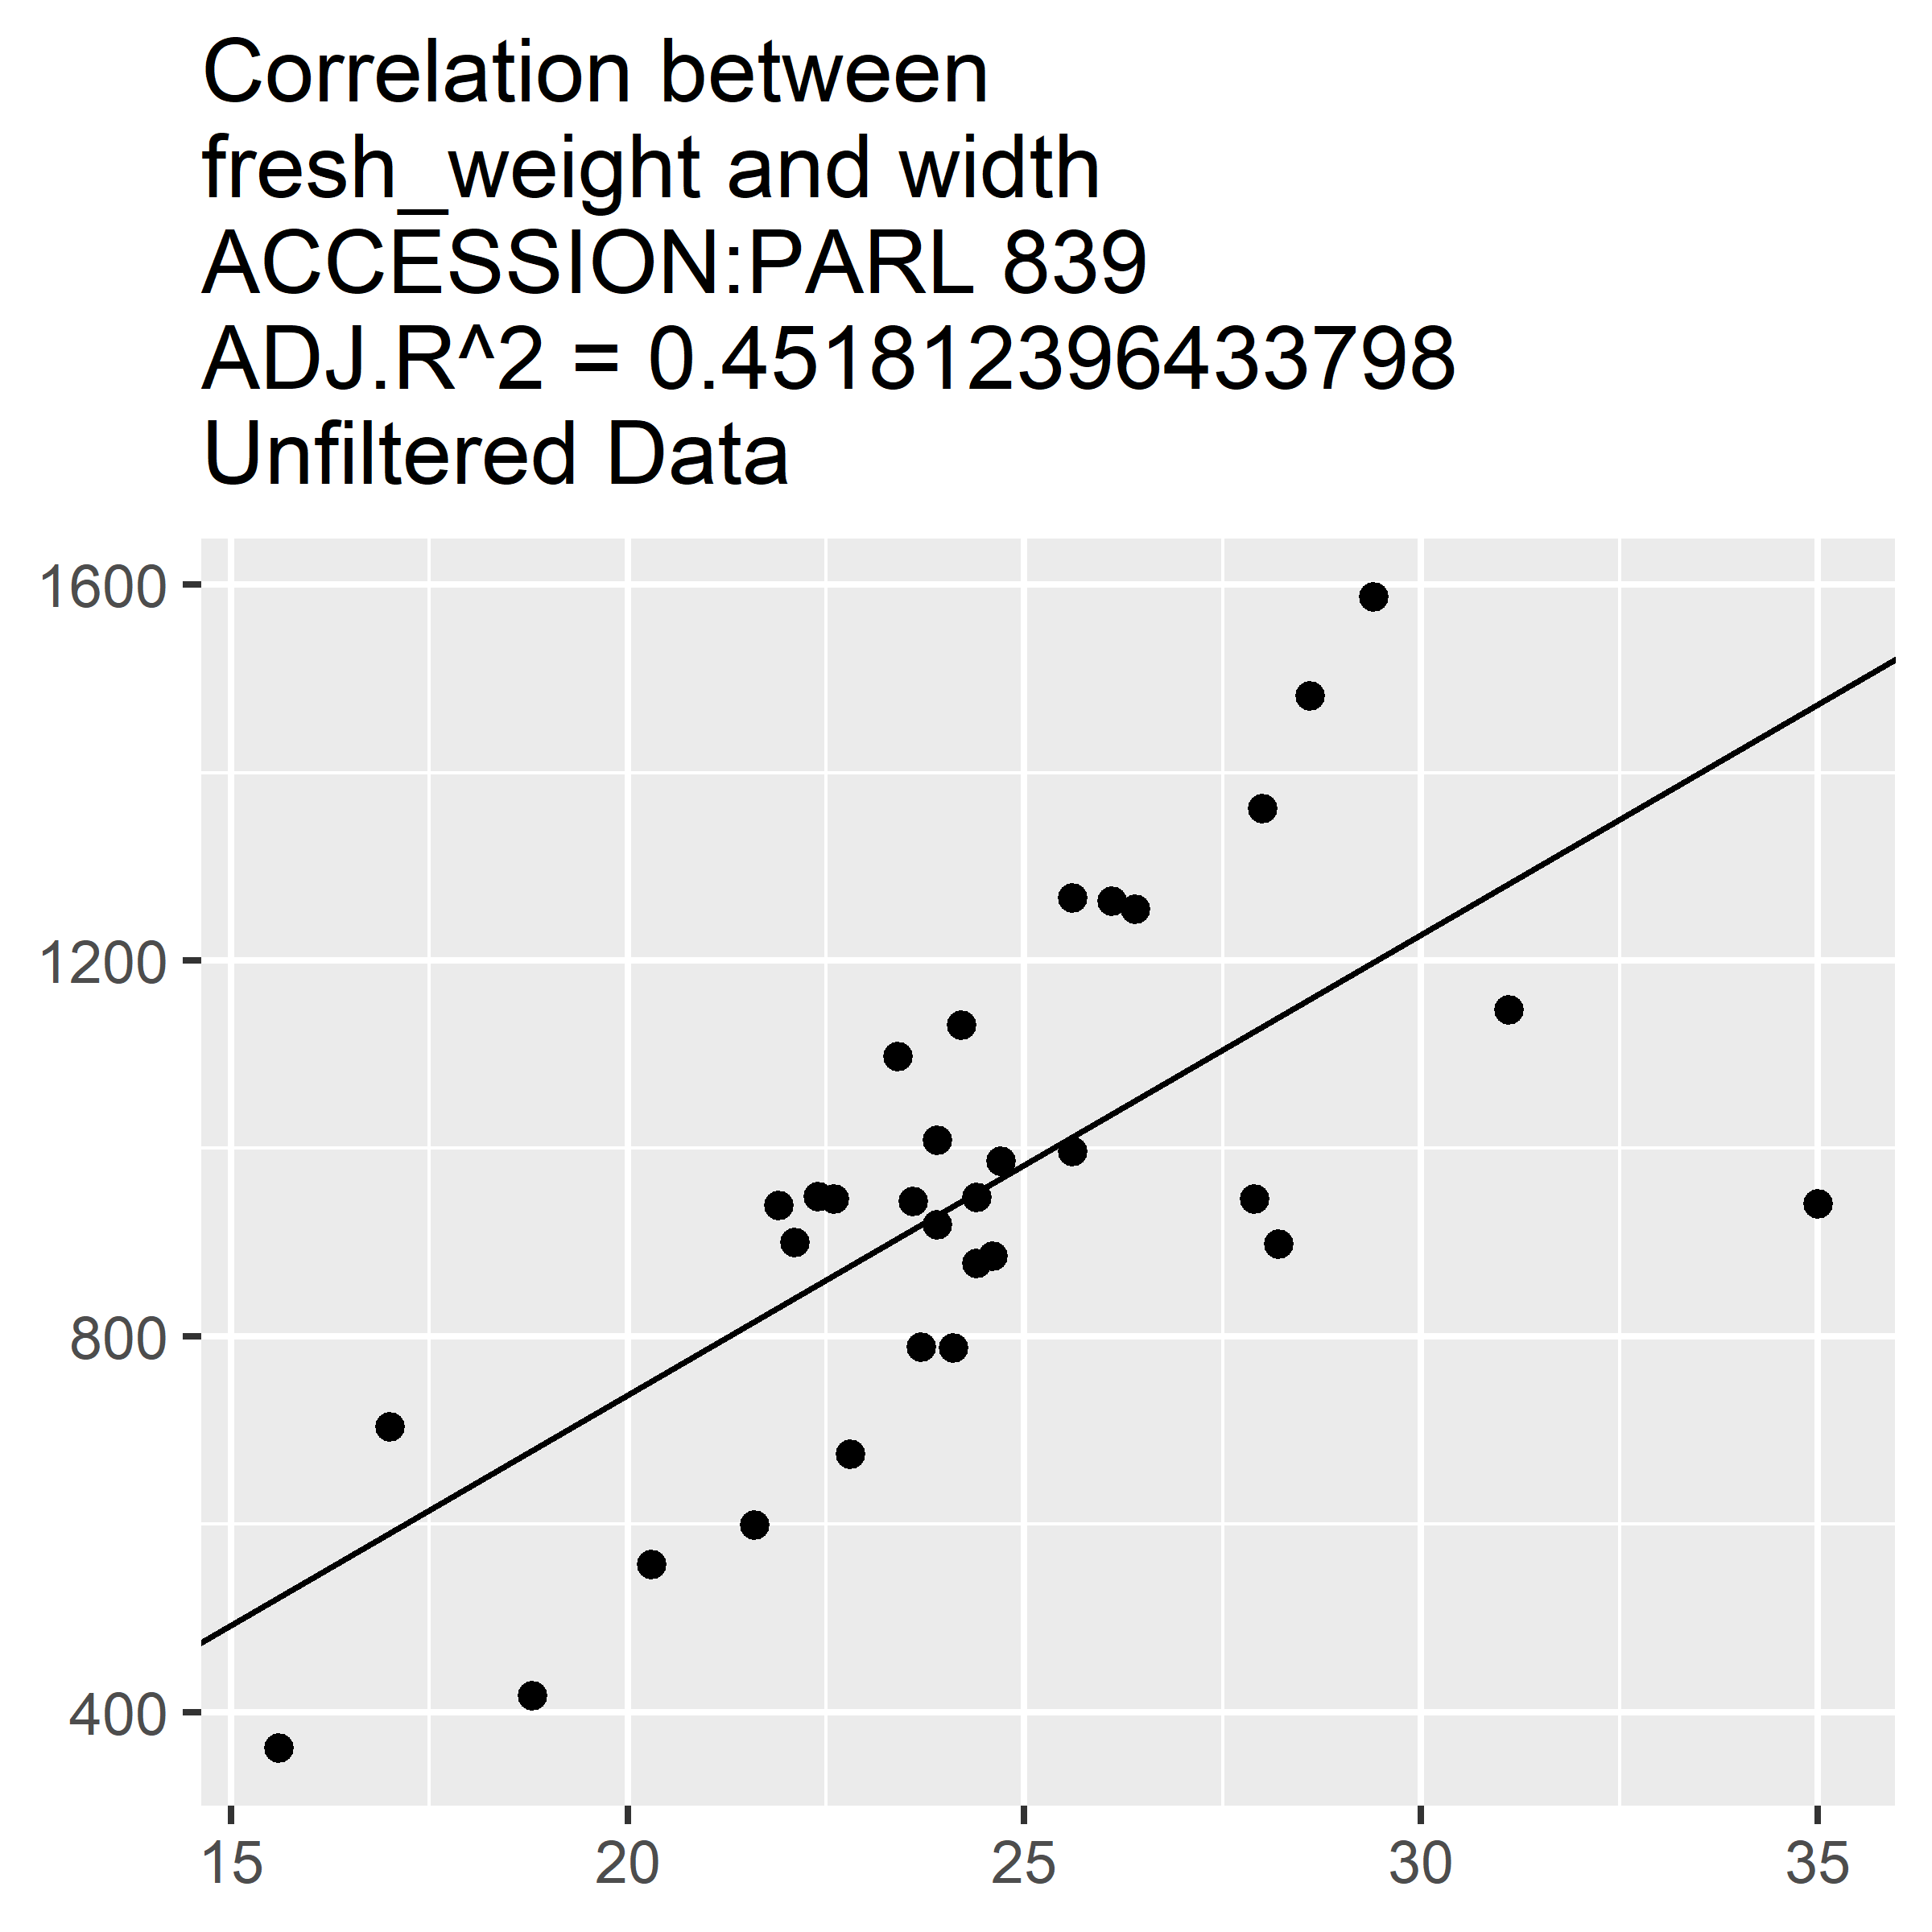 Correlation between
fresh_weight and width
ACCESSION:PARL 839
ADJ.R^2 = 0.451812396433798
Unfiltered Data
1600
1200
800
400
15 20 25 30 35